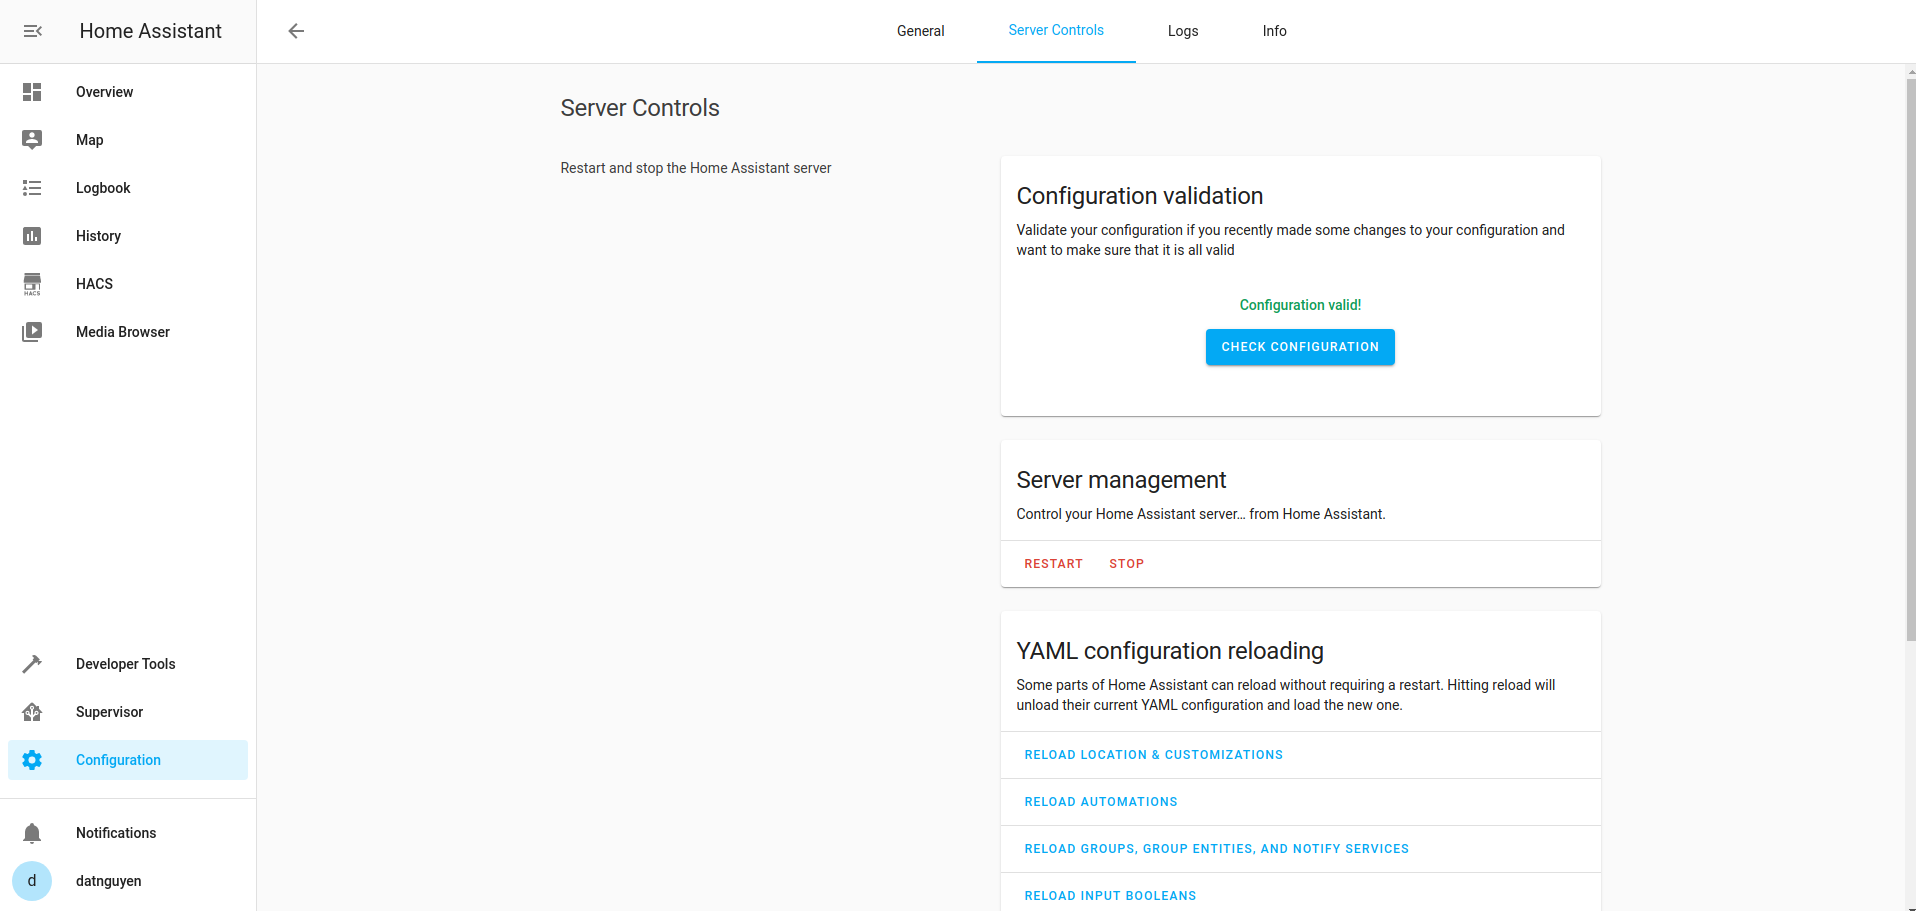 Home Assistant
General
Server Controls
Logs
Info
Overview
Map
Logbook
History
HACS
HACS
Media Browser
Developer Tools
Supervisor
Configuration
Notifications
d
datnguyen
Server Controls
Restart and stop the Home Assistant server
Configuration validation
Validate your configuration if you recently made some changes to your configuration and
want to make sure that it is all valid
Configuration valid!
CHECK CONFIGURATION
Server management
Control your Home Assistant server… from Home Assistant.
RESTART STOP
YAML configuration reloading
Some parts of Home Assistant can reload without requiring a restart. Hitting reload will
unload their current YAML configuration and load the new one.
RELOAD LOCATION & CUSTOMIZATIONS
RELOAD AUTOMATIONS
RELOAD GROUPS, GROUP ENTITIES, AND NOTIFY SERVICES
RELOAD INPUT BOOLEANS